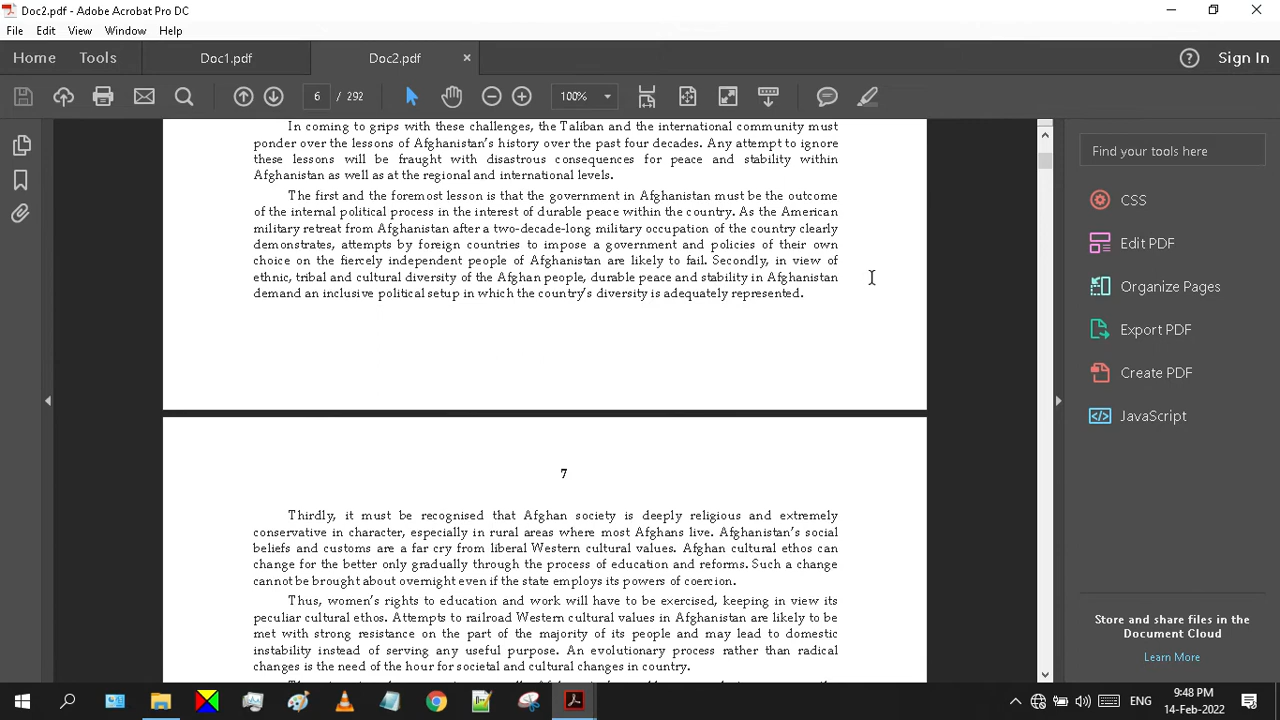 Doc2.pdf - Adobe Acrobat Pro DC
File Edit View Window Help
Home Tools Doc1.pdf Doc2.pdf × ? Sign In
6 / 292 100%
In coming to grips with these challenges, the Taliban and the international community must
ponder over the lessons of Afghanistan's history over the past four decades. Any attempt to ignore
these lessons will be fraught with disastrous consequences for peace and stability within
Afghanistan as well as at the regional and international levels.
The first and the foremost lesson is that the government in Afghanistan must be the outcome
of the internal political process in the interest of durable peace within the country. As the American
military retreat from Afghanistan after a two-decade-long military occupation of the country clearly
demonstrates, attempts by foreign countries to impose a government and policies of their own
choice on the fiercely independent people of Afghanistan are likely to fail. Secondly, in view of
ethnic, tribal and cultural diversity of the Afghan people, durable peace and stability in Afghanistan
demand an inclusive political setup in which the country's diversity is adequately represented.
7
Thirdly, it must be recognised that Afghan society is deeply religious and extremely
conservative in character, especially in rural areas where most Afghans live. Afghanistan's social
beliefs and customs are a far cry from liberal Western cultural values. Afghan cultural ethos can
change for the better only gradually through the process of education and reforms. Such a change
cannot be brought about overnight even if the state employs its powers of coercion.
Thus, women's rights to education and work will have to be exercised, keeping in view its
peculiar cultural ethos. Attempts to railroad Western cultural values in Afghanistan are likely to be
met with strong resistance on the part of the majority of its people and may lead to domestic
instability instead of serving any useful purpose. An evolutionary process rather than radical
changes is the need of the hour for societal and cultural changes in country.
Find your tools here
CSS
Edit PDF
Organize Pages
Export PDF
Create PDF
JavaScript
Store and share files in the
Document Cloud
Learn More
ENG
9:48 PM
14-Feb-2022